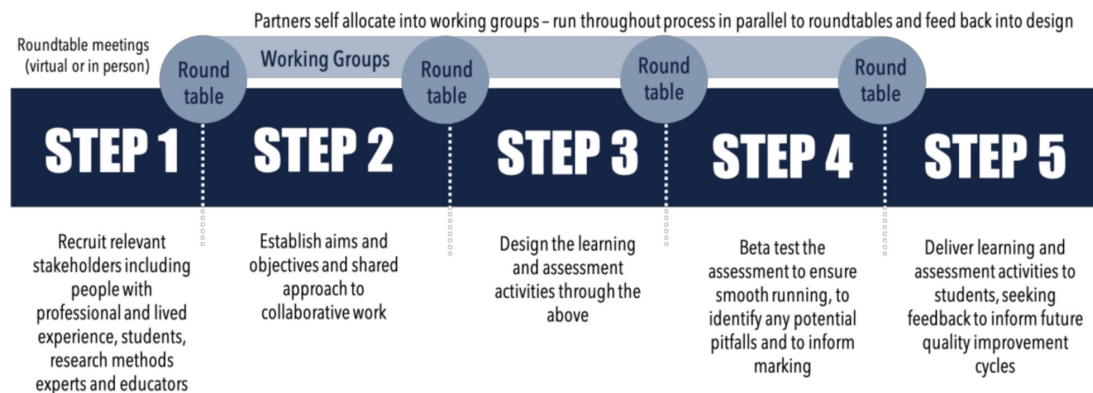 Partners self allocate into working groups – run throughout process in parallel to roundtables and feed back into design
Roundtable meetings
(virtual or in person)
Round
table
Working Groups
Round
table
Round
table
Round
table
STEP 1
STEP 2
STEP 3
STEP 4
STEP 5
Recruit relevant
stakeholders including
people with
professional and lived
experience, students,
research methods
experts and educators
Establish aims and
objectives and shared
approach to
collaborative work
Design the learning
and assessment
activities through the
above
Beta test the
assessment to ensure
smooth running, to
identify any potential
pitfalls and to inform
marking
Deliver learning and
assessment activities to
students, seeking
feedback to inform future
quality improvement
cycles